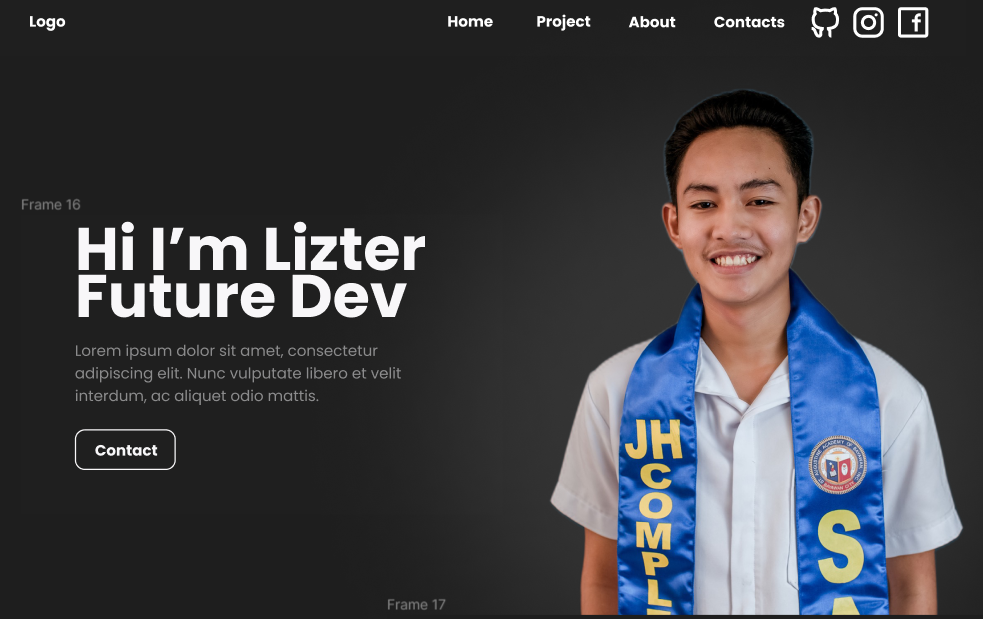 Logo
Home
Project
About
Contacts
Frame 16
Hi I’m Lizter
Future Dev
Lorem ipsum dolor sit amet, consectetur
adipiscing elit. Nunc vulputate libero et velit
interdum, ac aliquet odio mattis.
Contact
JH
COMPLE
SA
Frame 17